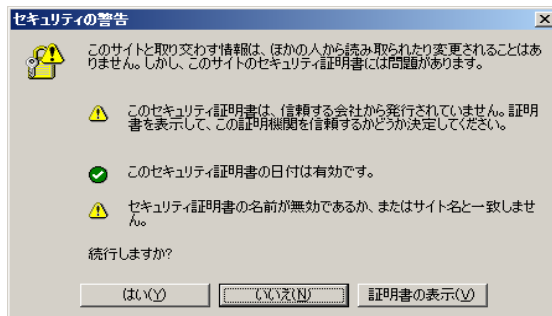 セキュリティの警告
このサイトと取り交わす情報は、ほかの人から読み取られたり変更されることはあ
りません。しかし、このサイトのセキュリティ証明書には問題があります。
このセキュリティ証明書は、信頼する会社から発行されていません。証明
書を表示して、この証明機関を信頼するかどうか決定してください。
このセキュリティ証明書の日付は有効です。
セキュリティ証明書の名前が無効であるか、またはサイト名と一致しませ
ん。
続行しますか?
はい(Y) いいえ(N) 証明書の表示(V)